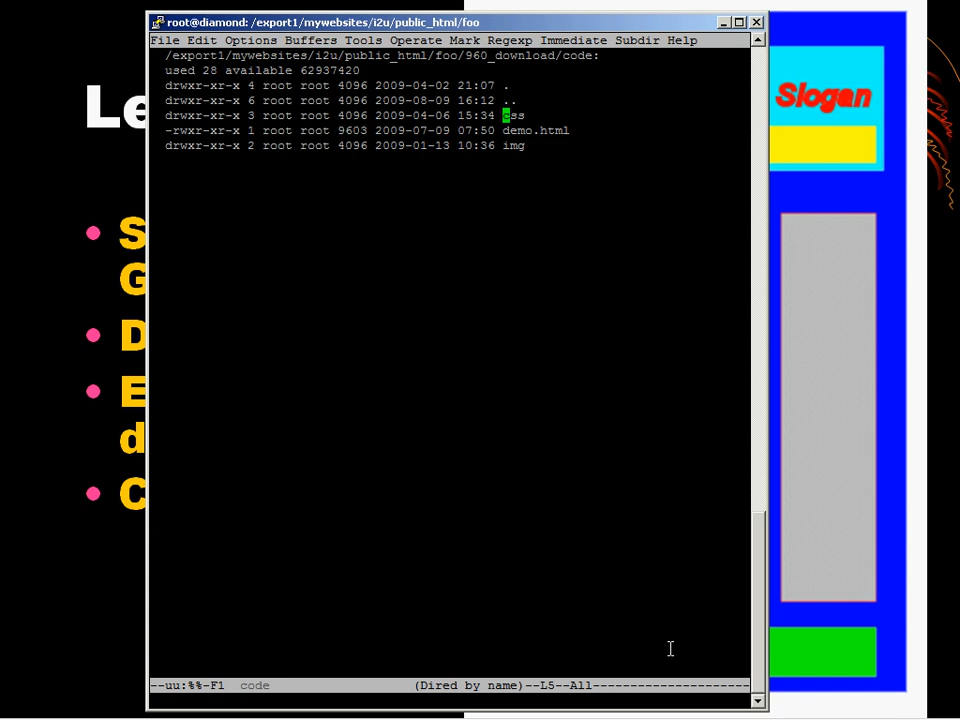 root@diamond: /export1/mywebsites/i2u/public_html/foo
File Edit Options Buffers Tools Operate Mark Regexp Immediate Subdir Help
/export1/mywebsites/i2u/public_html/foo/960_download/code:
used 28 available 62937420
drwxr-xr-x 4 root root 4096 2009-04-02 21:07 .
drwxr-xr-x 6 root root 4096 2009-08-09 16:12 ..
drwxr-xr-x 3 root root 4096 2009-04-06 15:34 css
-rwxr-xr-x 1 root root 9603 2009-07-09 07:50 demo.html
drwxr-xr-x 2 root root 4096 2009-01-13 10:36 img
--uu:%%-F1  code                   (Dired by name)--L5--All---------------------
Le
S
G
D
E
d
C
Slogan